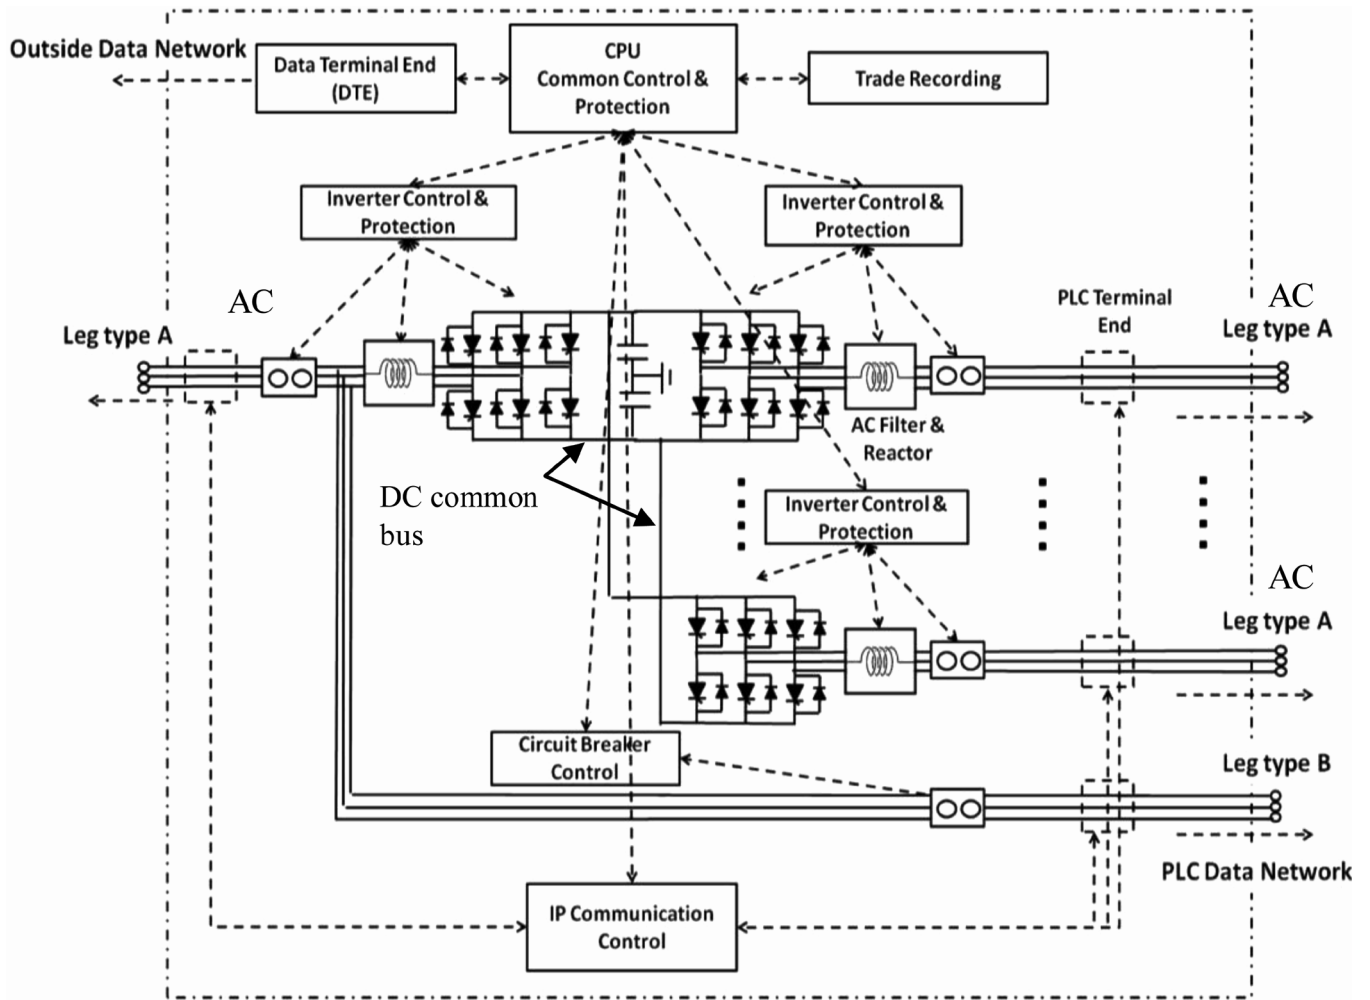 Outside Data Network
Data Terminal End
(DTE)
CPU
Common Control &
Protection
Trade Recording
Inverter Control &
Protection
Inverter Control &
Protection
AC
Leg type A
PLC Terminal
End
AC
Leg type A
AC Filter &
Reactor
DC common
bus
Inverter Control &
Protection
AC
Leg type A
Circuit Breaker
Control
Leg type B
PLC Data Network
IP Communication
Control